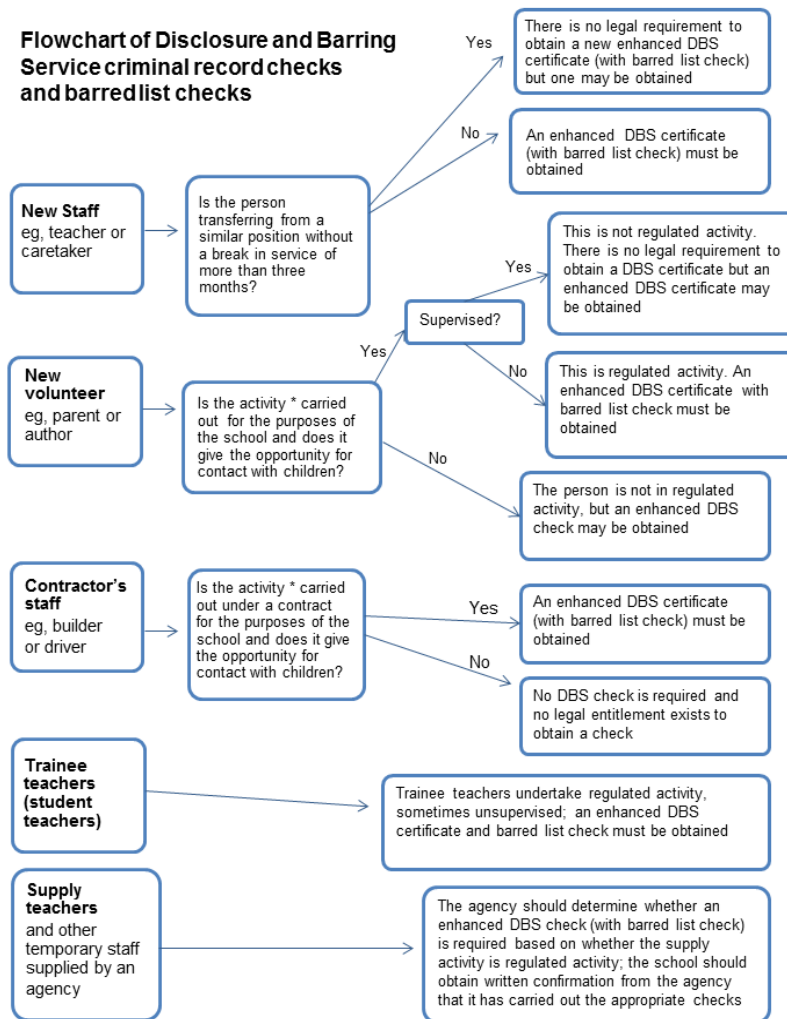 Flowchart of Disclosure and Barring
Service criminal record checks
and barred list checks
Yes
There is no legal requirement to
obtain a new enhanced DBS
certificate (with barred list check)
but one may be obtained
No
An enhanced DBS certificate
(with barred list check) must be
obtained
New Staff
eg, teacher or
caretaker
Is the person
transferring from a
similar position without
a break in service of
more than three
months?
This is not regulated activity.
There is no legal requirement to
obtain a DBS certificate but an
enhanced DBS certificate may
be obtained
Yes
Supervised?
Yes
No
This is regulated activity. An
enhanced DBS certificate with
barred list check must be
obtained
New
volunteer
eg, parent or
author
Is the activity * carried
out for the purposes of
the school and does it
give the opportunity for
contact with children?
No
The person is not in regulated
activity, but an enhanced DBS
check may be obtained
Contractor's
staff
eg, builder
or driver
Is the activity * carried
out under a contract
for the purposes of the
school and does it give
the opportunity for
contact with children?
Yes
An enhanced DBS certificate
(with barred list check) must be
obtained
No
No DBS check is required and
no legal entitlement exists to
obtain a check
Trainee
teachers
(student
teachers)
Trainee teachers undertake regulated activity,
sometimes unsupervised; an enhanced DBS
certificate and barred list check must be obtained
Supply
teachers
and other
temporary staff
supplied by an
agency
The agency should determine whether an
enhanced DBS check (with barred list check)
is required based on whether the supply
activity is regulated activity; the school should
obtain written confirmation from the agency
that it has carried out the appropriate checks